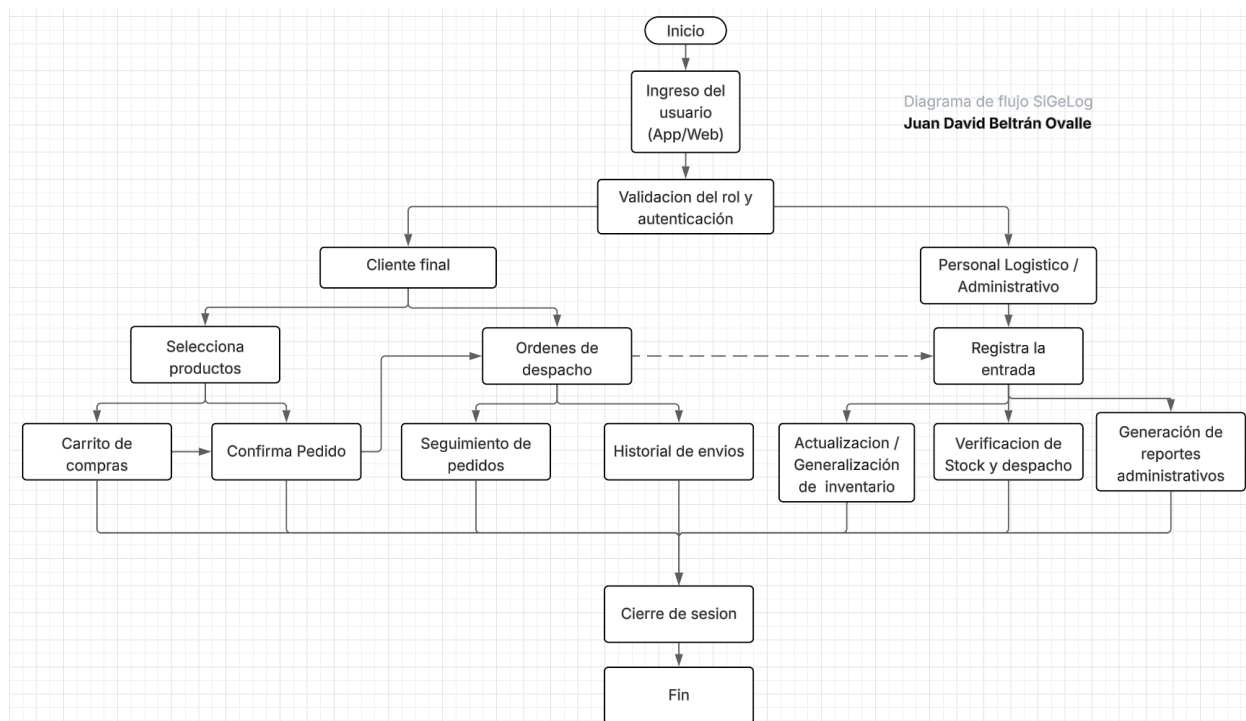 Inicio
Ingreso del
usuario
(App/Web)
Diagrama de flujo SiGeLog
Juan David Beltrán Ovalle
Validacion del rol y
autenticación
Cliente final
Personal Logistico /
Administrativo
Selecciona
productos
Ordenes de
despacho
Registra la
entrada
Carrito de
compras
Confirma Pedido
Seguimiento de
pedidos
Historial de envios
Actualizacion /
Generalización
de inventario
Verificacion de
Stock y despacho
Generación de
reportes
administrativos
Cierre de sesion
Fin